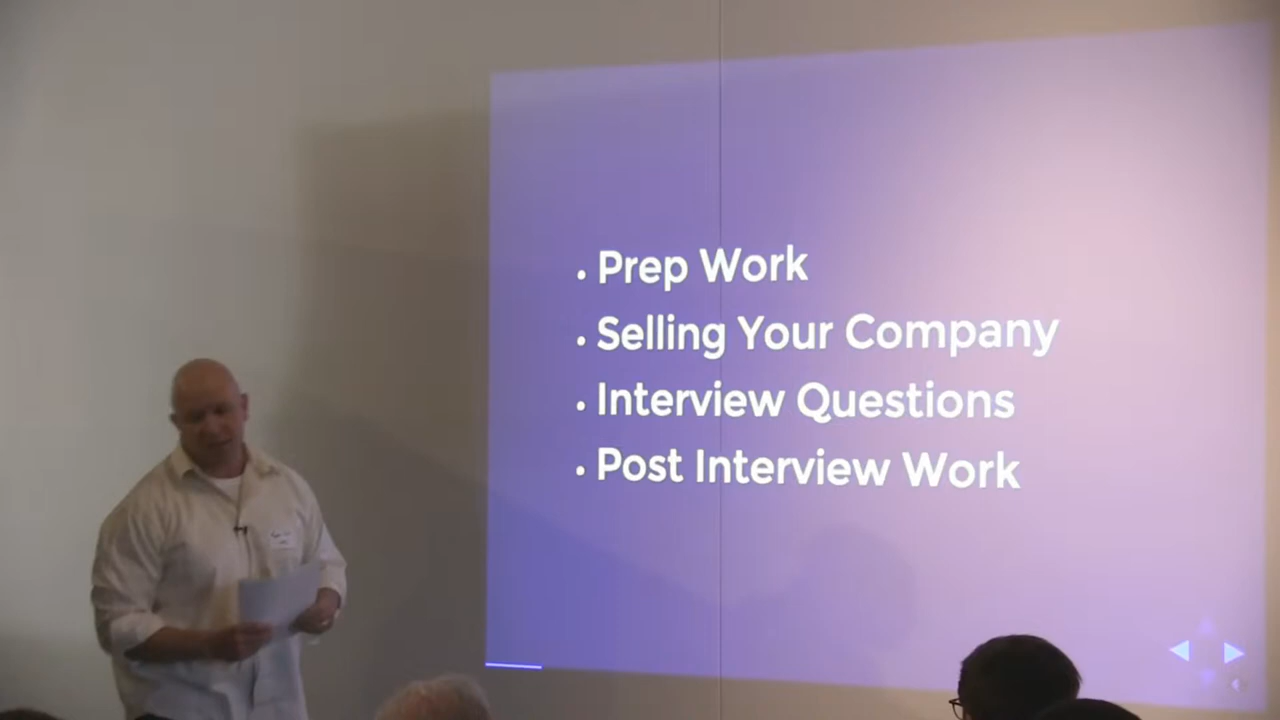 • Prep Work
• Selling Your Company
• Interview Questions
• Post Interview Work